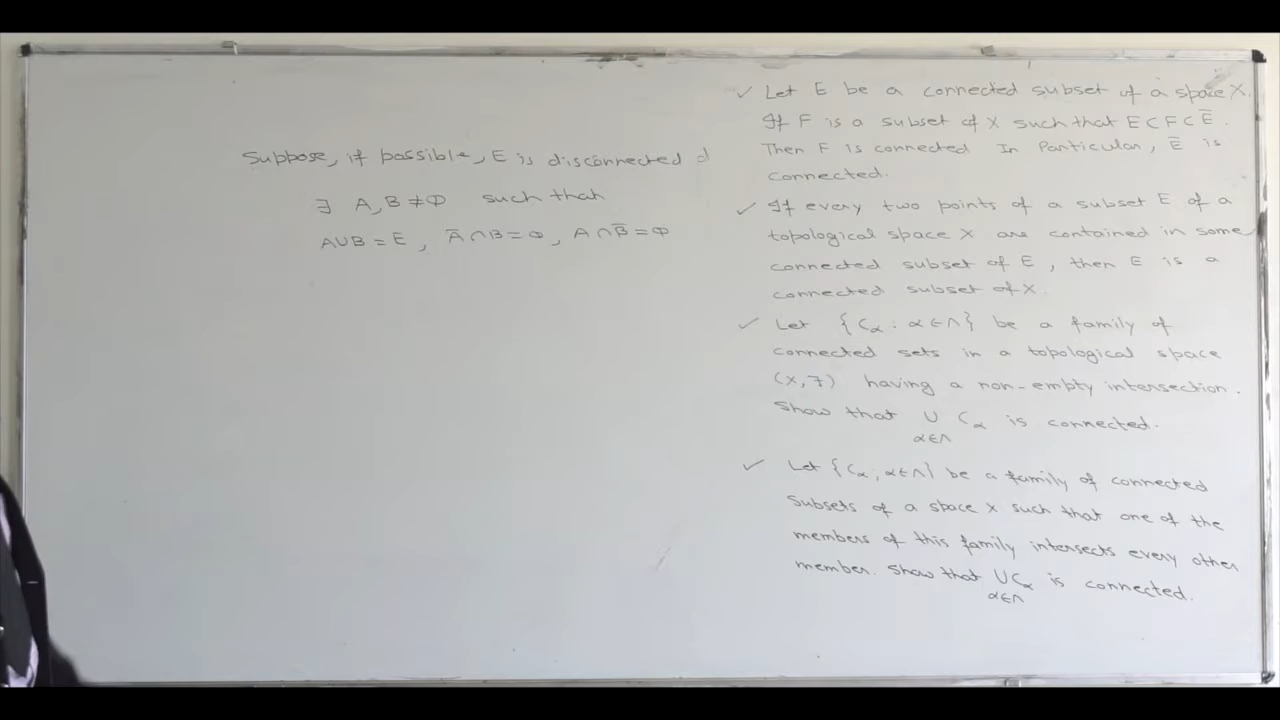 Suppose, if possible, E is disconnected
∃ A, B ≠ Φ such that
A∪B = E, A̅ ∩ B = Φ, A ∩ B̅ = Φ
✓ Let E be a connected subset of a space X.
If F is a subset of X such that E ⊂ F ⊂ E̅.
Then F is connected In Particular, E̅ is
connected.
✓ If every two points of a subset E of a
topological space X are contained in some
connected subset of E, then E is a
connected subset of X.
✓ Let {C_α : α ∈ Λ} be a family of
connected sets in a topological space
(X, T) having a non-empty intersection.
Show that ∪ C_α is connected.
α∈Λ
✓ Let {C_α ; α ∈ Λ} be a family of connected
subsets of a space X such that one of the
members of this family intersects every other
member. Show that ∪ C_α is connected.
α∈Λ